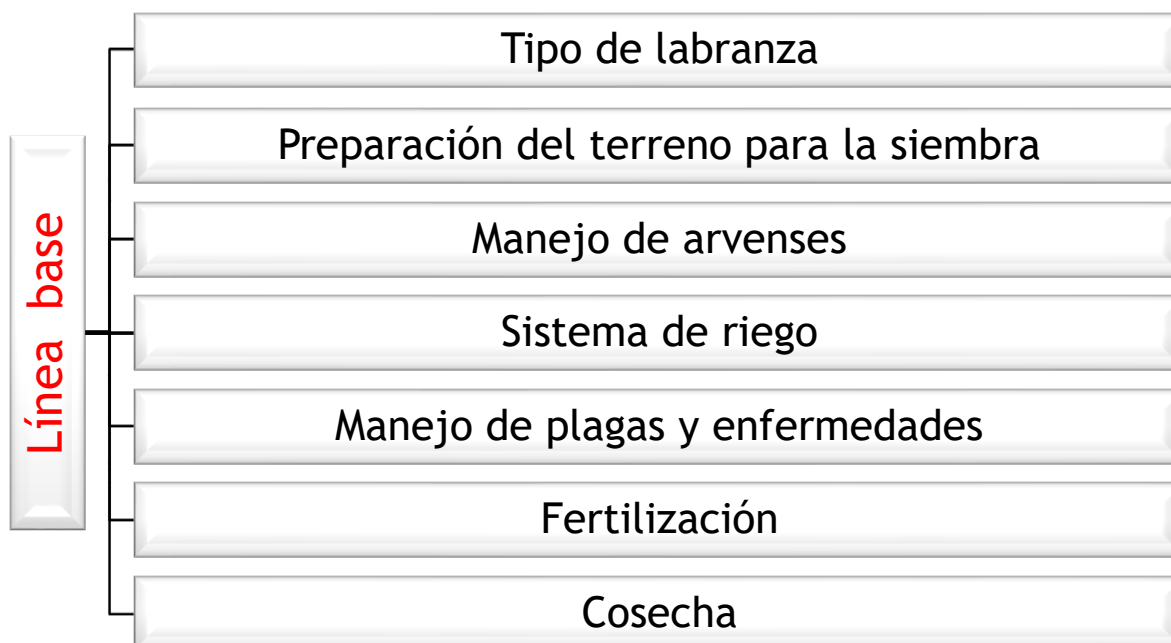 Línea base
Tipo de labranza
Preparación del terreno para la siembra
Manejo de arvenses
Sistema de riego
Manejo de plagas y enfermedades
Fertilización
Cosecha